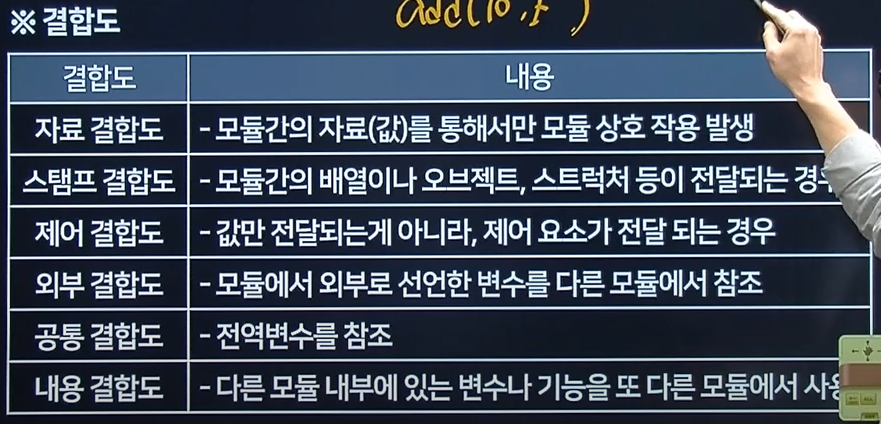 ※ 결합도
add(10, 5)
결합도 내용
자료 결합도 - 모듈간의 자료(값)를 통해서만 모듈 상호 작용 발생
스탬프 결합도 - 모듈간의 배열이나 오브젝트, 스트럭처 등이 전달되는 경우
제어 결합도 - 값만 전달되는게 아니라, 제어 요소가 전달 되는 경우
외부 결합도 - 모듈에서 외부로 선언한 변수를 다른 모듈에서 참조
공통 결합도 - 전역변수를 참조
내용 결합도 - 다른 모듈 내부에 있는 변수나 기능을 또 다른 모듈에서 사용